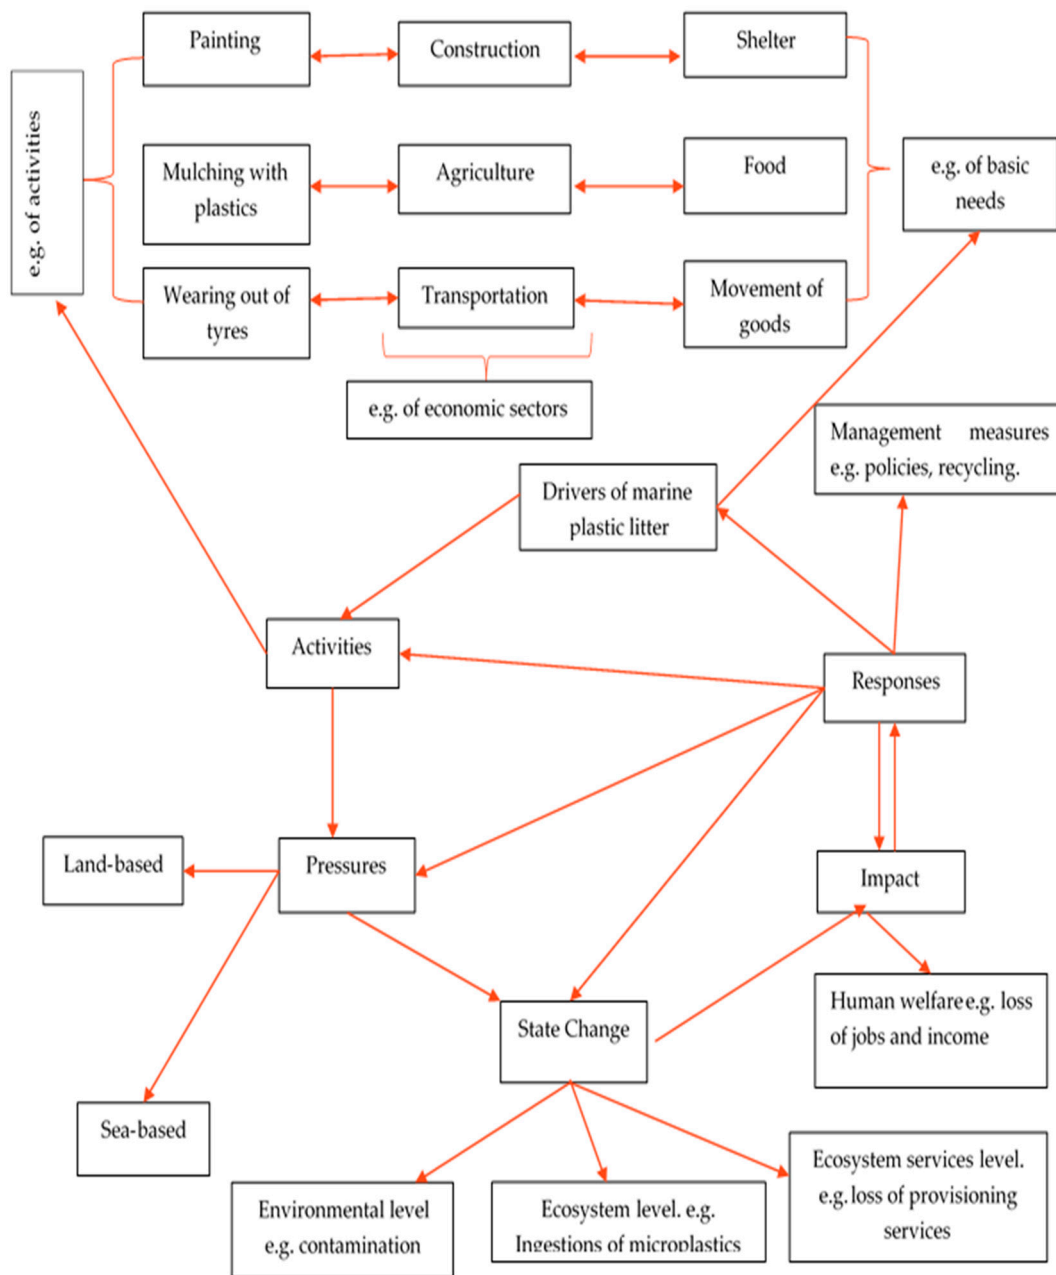 Painting
Construction
Shelter
e.g. of activities
Mulching with
plastics
Agriculture
Food
e.g. of basic
needs
Wearing out of
tyres
Transportation
Movement of
goods
e.g. of economic sectors
Management measures
e.g. policies, recycling.
Drivers of marine
plastic litter
Activities
Responses
Land-based
Pressures
Impact
State Change
Human welfare e.g. loss
of jobs and income
Sea-based
Environmental level
e.g. contamination
Ecosystem level. e.g.
Ingestions of microplastics
Ecosystem services level.
e.g. loss of provisioning
services